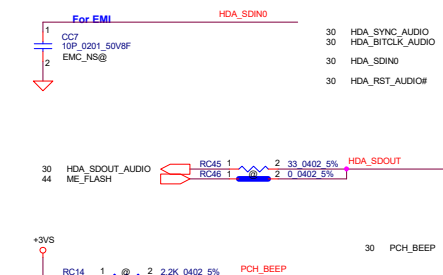 For EMI
HDA_SDIN0
1
CC7
10P_0201_50V8F
EMC_NS@
2
30 HDA_SYNC_AUDIO
30 HDA_BITCLK_AUDIO
30 HDA_SDIN0
30 HDA_RST_AUDIO#
30 HDA_SDOUT_AUDIO
RC45 1 2 33_0402_5%
HDA_SDOUT
44 ME_FLASH
RC46 1 @ 2 0_0402_5%
+3VS
30 PCH_BEEP
RC14 1 @ 2 2.2K_0402_5%
PCH_BEEP